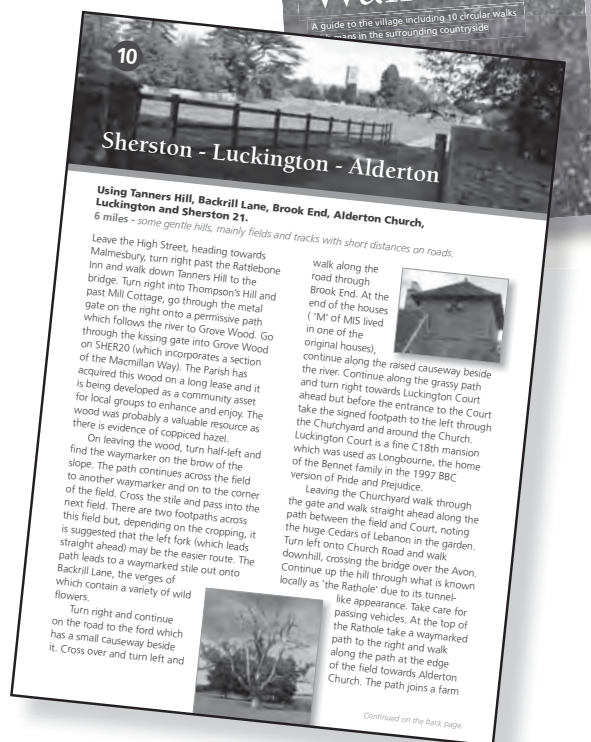 A guide to the village including 10 circular walks
maps in the surrounding countryside
10
Sherston - Luckington - Alderton
Using Tanners Hill, Backrill Lane, Brook End, Alderton Church,
Luckington and Sherston 21.
6 miles - some gentle hills, mainly fields and tracks with short distances on roads.
Leave the High Street, heading towards
Malmesbury, turn right past the Rattlebone
Inn and walk down Tanners Hill to the
bridge. Turn right into Thompson's Hill and
past Mill Cottage, go through the metal
gate on the right onto a permissive path
which follows the river to Grove Wood. Go
through the kissing gate into Grove Wood
on SHER20 (which incorporates a section
of the Macmillan Way). The Parish has
acquired this wood on a long lease and it
is being developed as a community asset
for local groups to enhance and enjoy. The
wood was probably a valuable resource as
there is evidence of coppiced hazel.
On leaving the wood, turn half-left and
find the waymarker on the brow of the
slope. The path continues across the field
to another waymarker and on to the corner
of the field. Cross the stile and pass into the
next field. There are two footpaths across
this field but, depending on the cropping, it
is suggested that the left fork (which leads
straight ahead) may be the easier route. The
path leads to a waymarked stile out onto
Backrill Lane, the verges of
which contain a variety of wild
flowers.
Turn right and continue
on the road to the ford which
has a small causeway beside
it. Cross over and turn left and
walk along the
road through
Brook End. At the
end of the houses
( 'M' of MI5 lived
in one of the
original houses),
continue along the raised causeway beside
the river. Continue along the grassy path
and turn right towards Luckington Court
ahead but before the entrance to the Court
take the signed footpath to the left through
the Churchyard and around the Church.
Luckington Court is a fine C18th mansion
which was used as Longbourne, the home
of the Bennet family in the 1997 BBC
version of Pride and Prejudice.
Leaving the Churchyard walk through
the gate and walk straight ahead along the
path between the field and Court, noting
the huge Cedars of Lebanon in the garden.
Turn left onto Church Road and walk
downhill, crossing the bridge over the Avon.
Continue up the hill through what is known
locally as 'the Rathole' due to its tunnel-
like appearance. Take care for
passing vehicles. At the top of
the Rathole take a waymarked
path to the right and walk
along the path at the edge
of the field towards Alderton
Church. The path joins a farm
Continued on the back page.